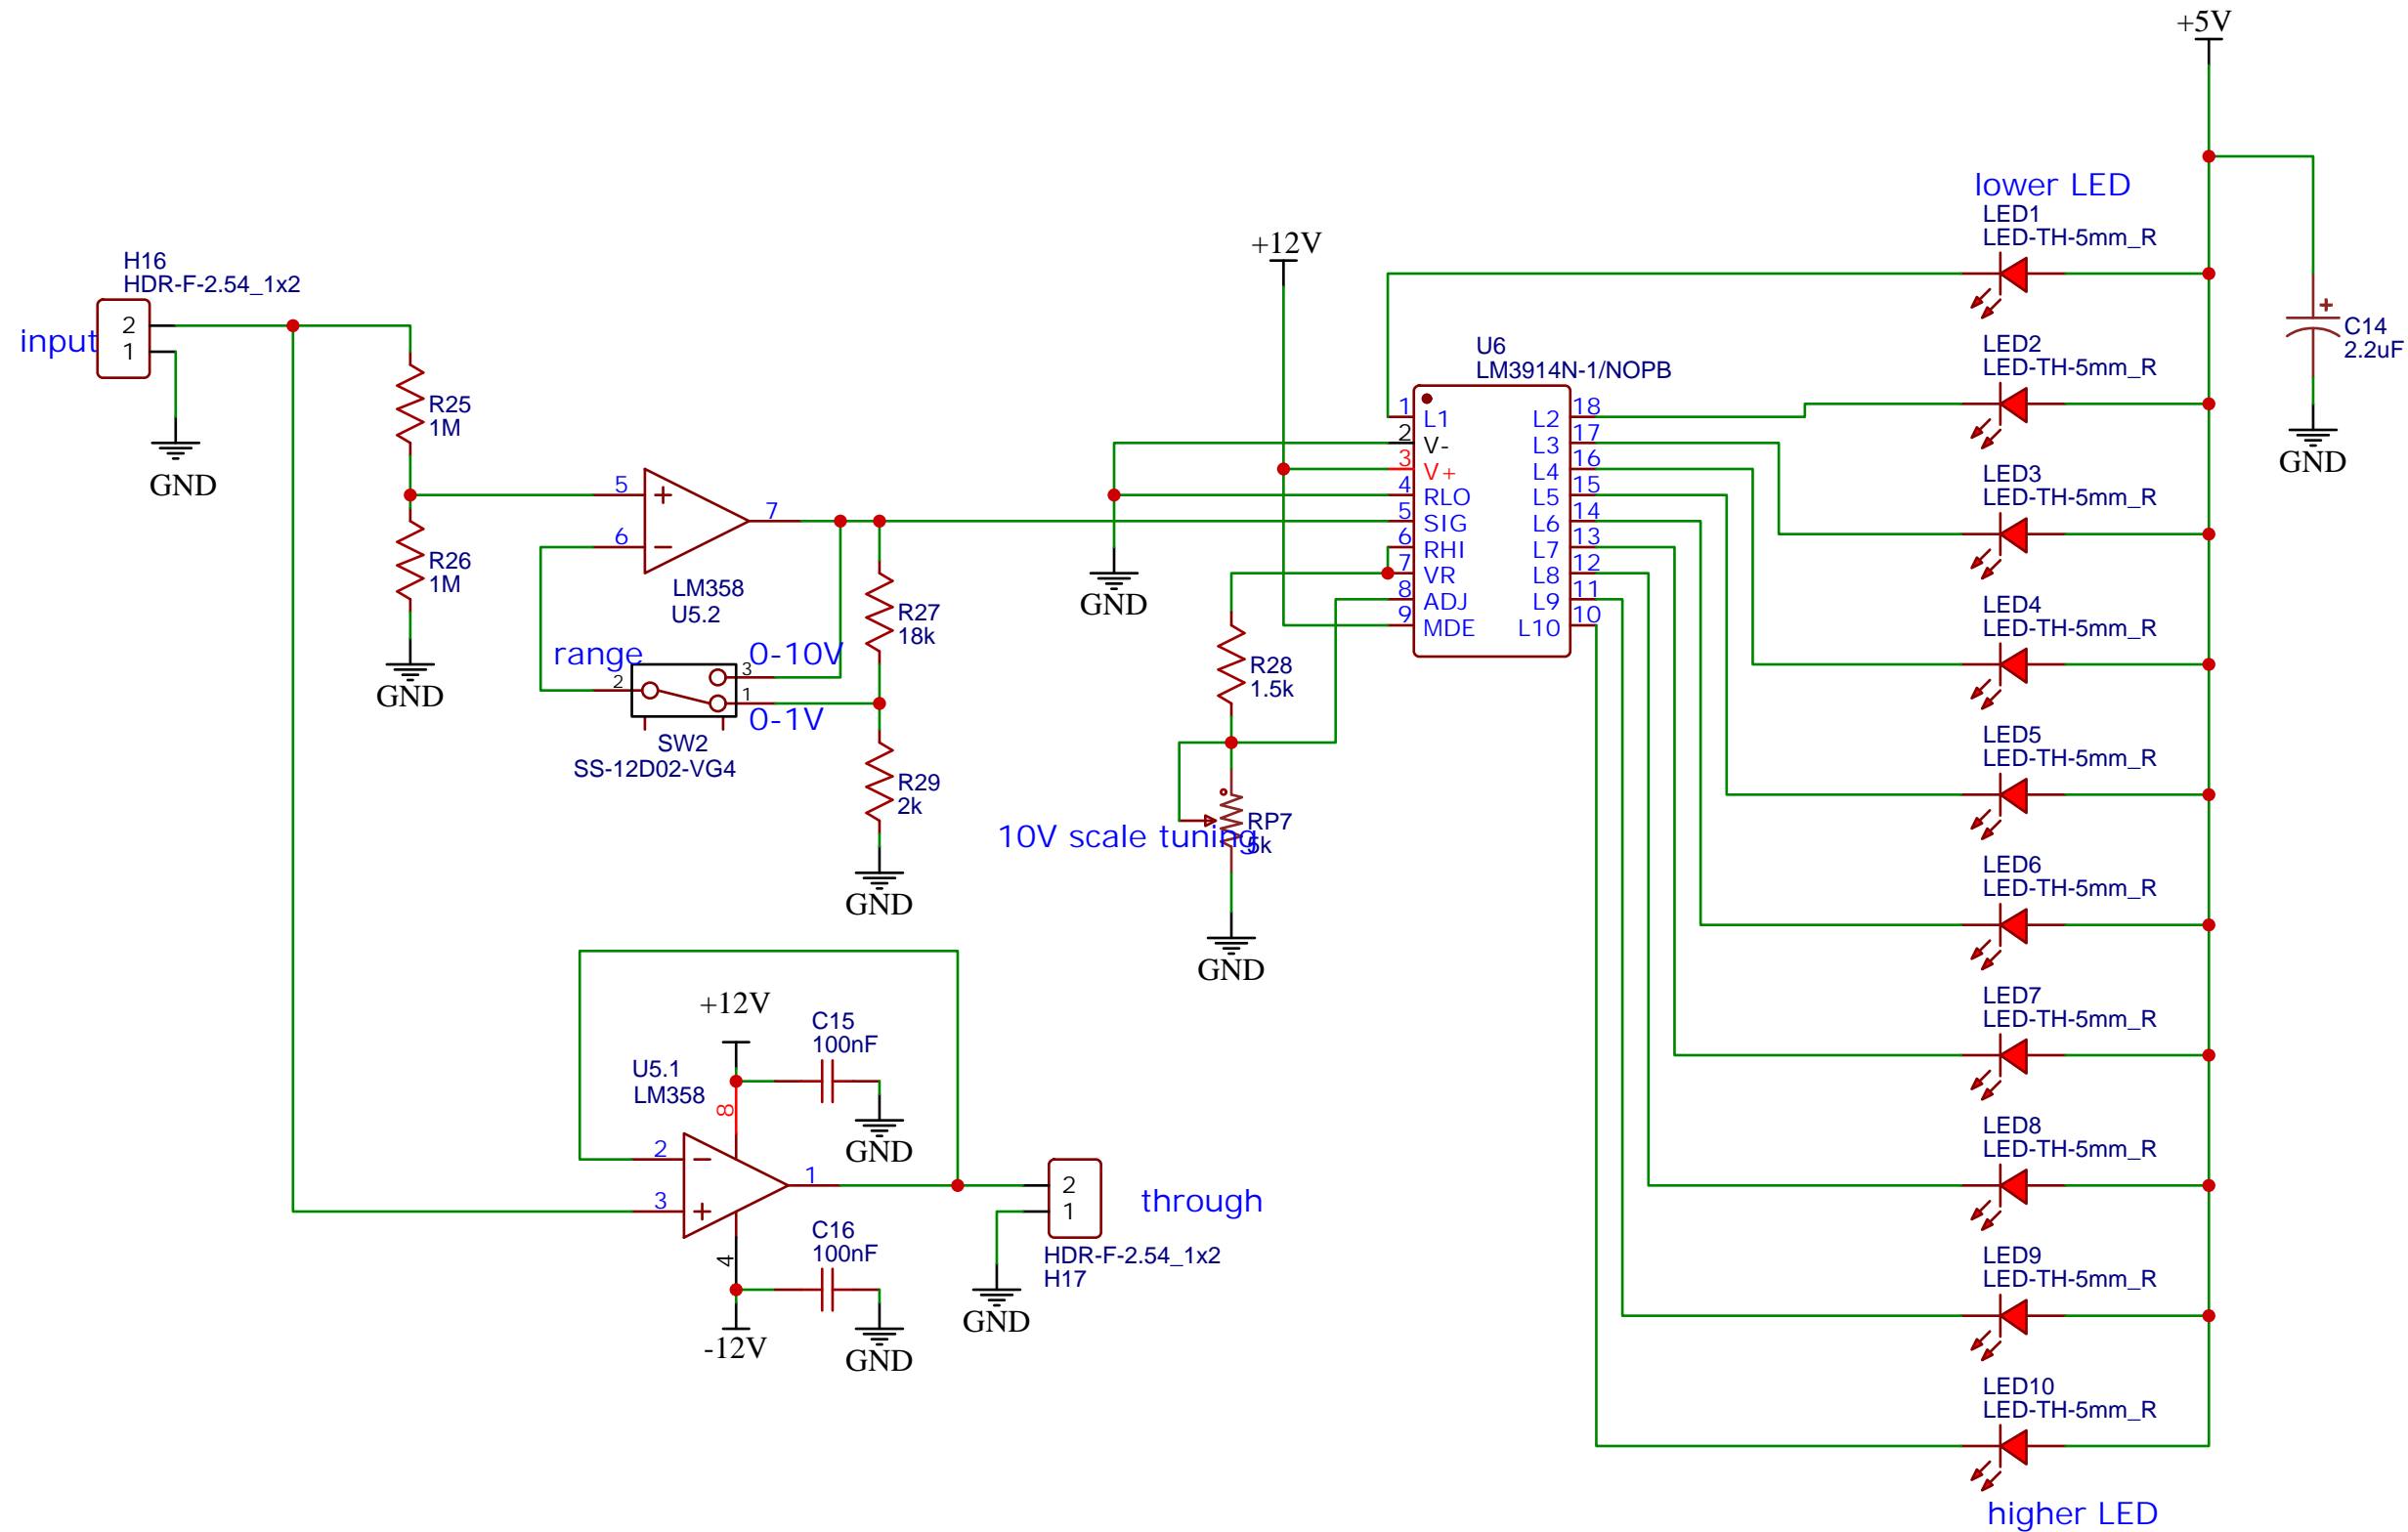 +5V
lower LED
LED1
LED-TH-5mm_R
+12V
H16
HDR-F-2.54_1x2
input
2
1
GND
C14
2.2uF
GND
U6
LM3914N-1/NOPB
1 L1 L2 18
2 V- L3 17
3 V+ L4 16
4 RLO L5 15
5 SIG L6 14
6 RHI L7 13
7 VR L8 12
8 ADJ L9 11
9 MDE L10 10
LED2
LED-TH-5mm_R
R25
1M
LED3
LED-TH-5mm_R
5
6
7
LM358
U5.2
R26
1M
GND
GND
R27
18k
LED4
LED-TH-5mm_R
range
0-10V
2
3
1
0-1V
SW2
SS-12D02-VG4
R28
1.5k
LED5
LED-TH-5mm_R
R29
2k
GND
10V scale tuning
RP7
5k
GND
LED6
LED-TH-5mm_R
+12V
C15
100nF
GND
U5.1
LM358
8
2
3
1
4
C16
100nF
-12V
GND
2
1
through
HDR-F-2.54_1x2
H17
GND
LED7
LED-TH-5mm_R
LED8
LED-TH-5mm_R
LED9
LED-TH-5mm_R
LED10
LED-TH-5mm_R
higher LED